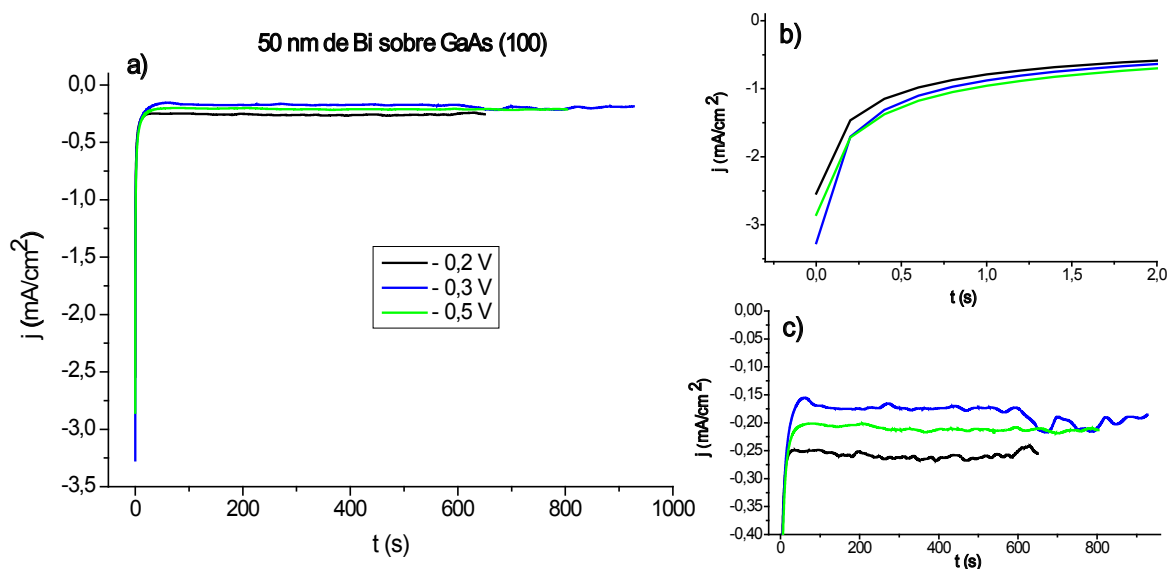 50 nm de Bi sobre GaAs (100)
a)
0,0
-0,5
-1,0
-1,5
-2,0
-2,5
-3,0
-3,5
j (mA/cm²)
0
200
400
600
800
1000
t (s)
- 0,2 V
- 0,3 V
- 0,5 V
b)
0
-1
-2
-3
j (mA/cm²)
0,0
0,5
1,0
1,5
2,0
t (s)
c)
0,00
-0,05
-0,10
-0,15
-0,20
-0,25
-0,30
-0,35
-0,40
j (mA/cm²)
0
200
400
600
800
t (s)